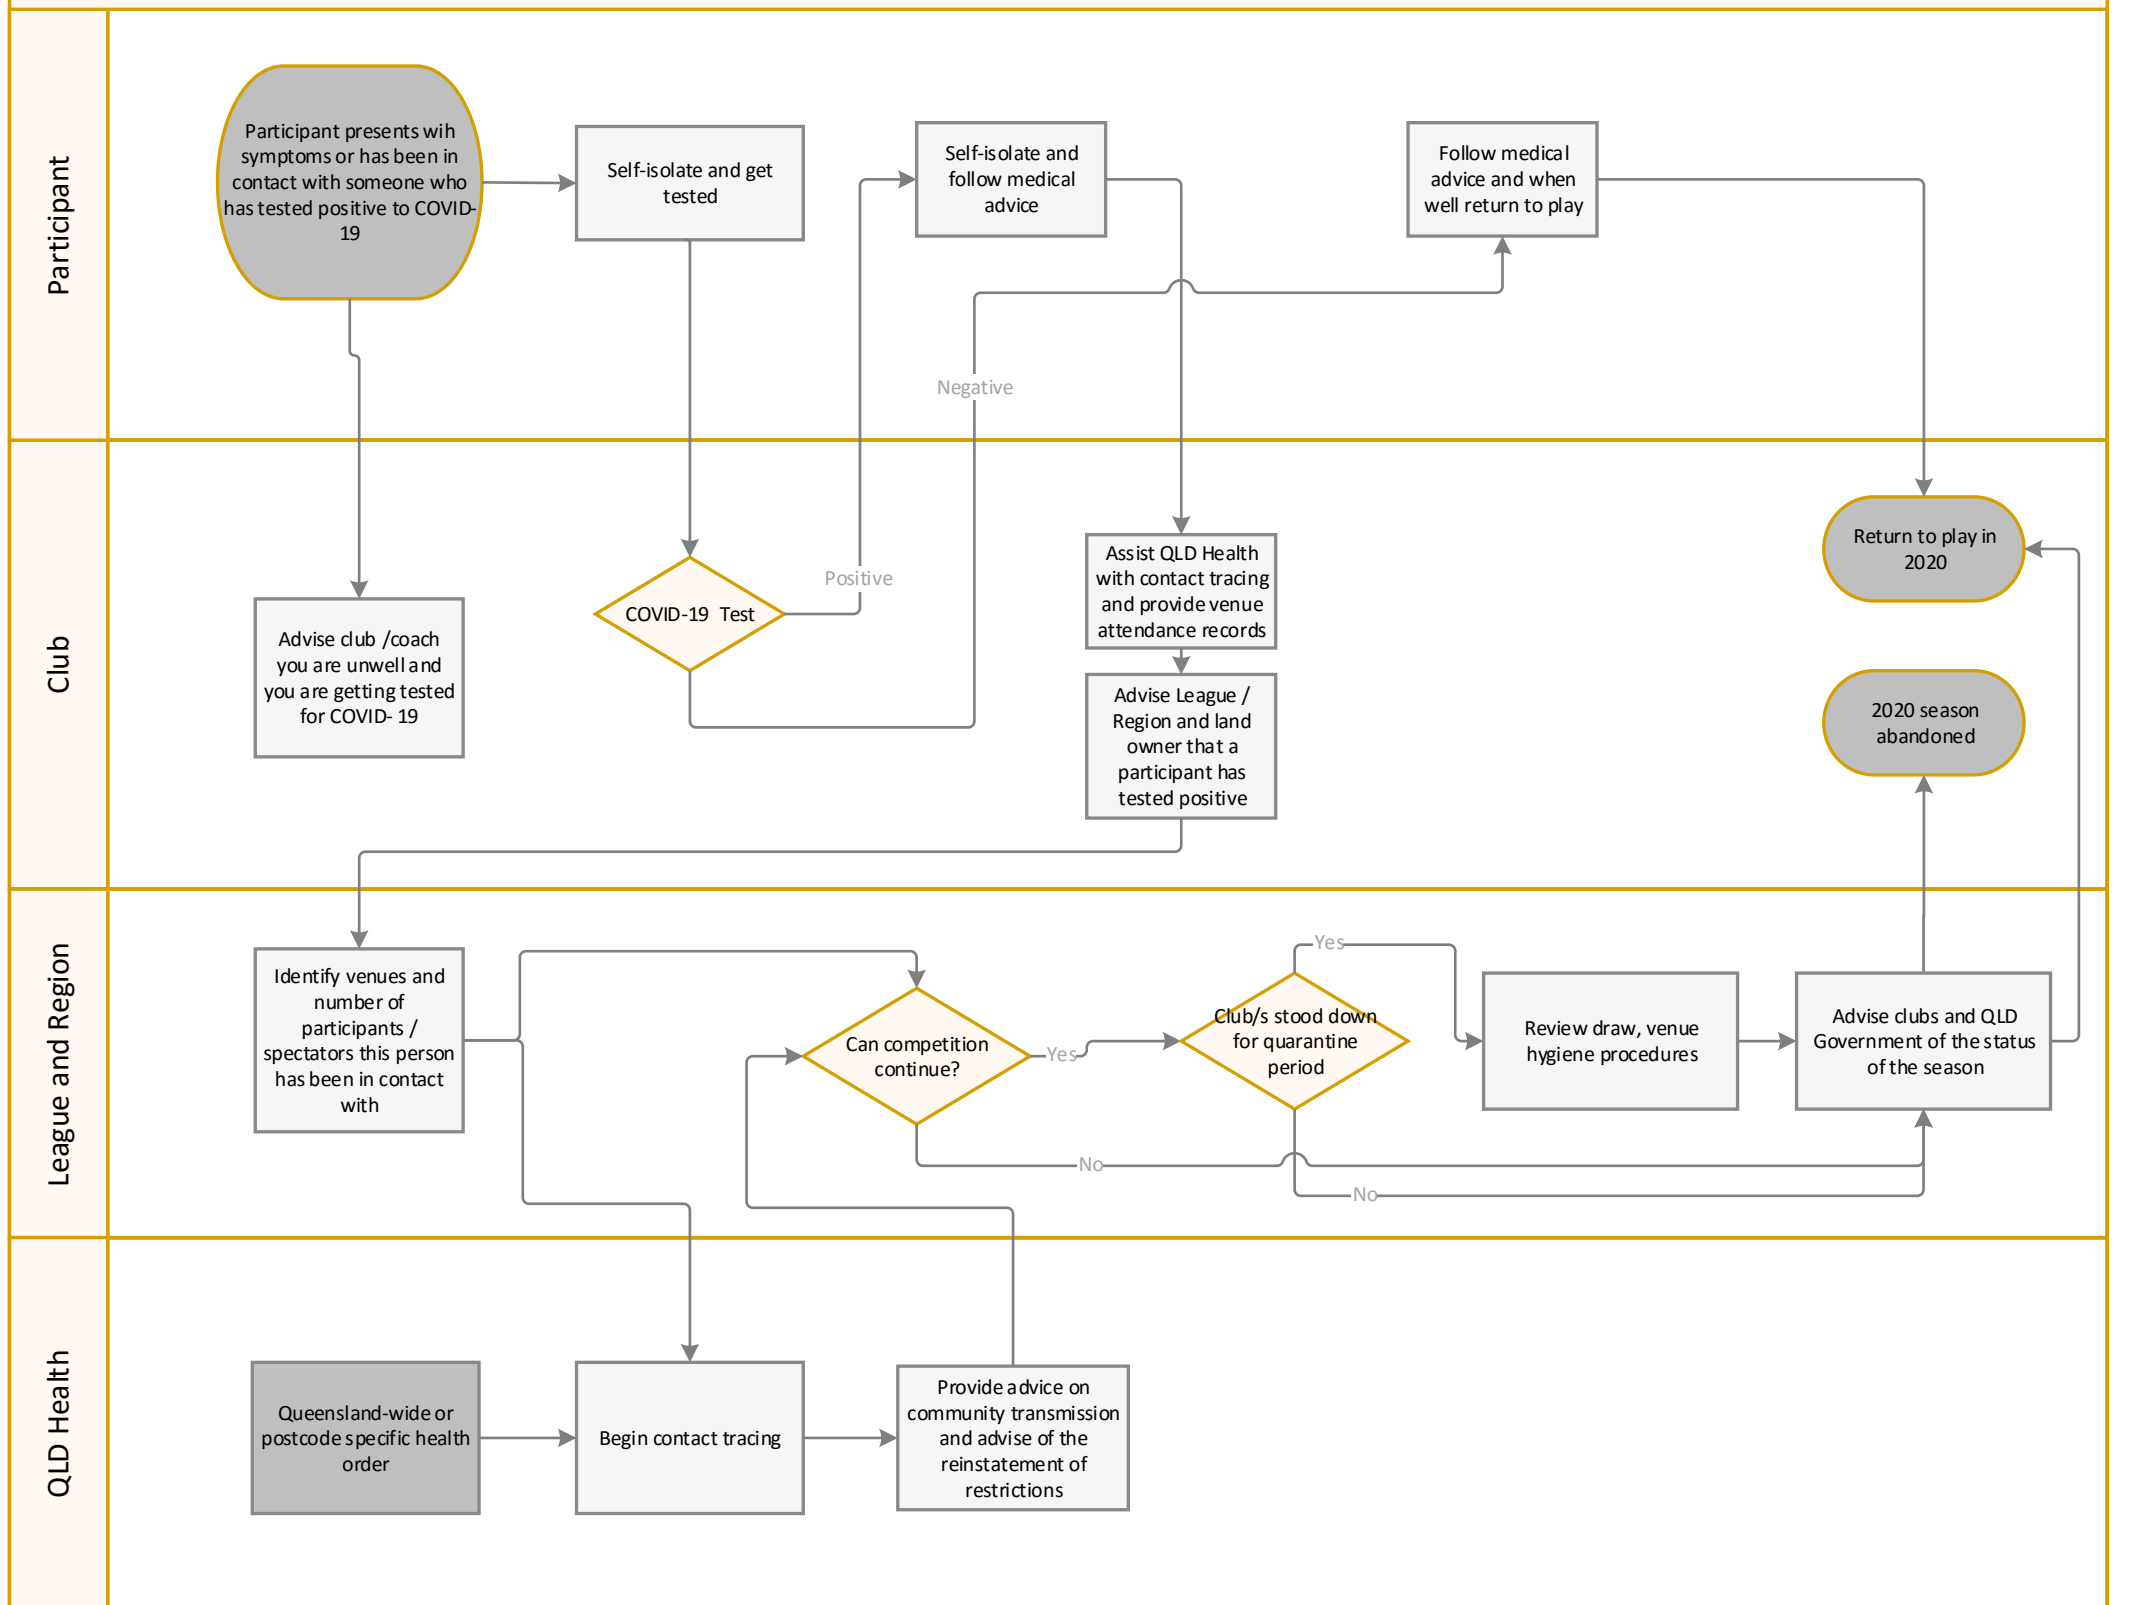 Participant
Participant presents wih
symptoms or has been in
contact with someone who
has tested positive to COVID-
19
Self-isolate and get
tested
Self-isolate and
follow medical
advice
Follow medical
advice and when
well return to play
Negative
Club
Advise club /coach
you are unwell and
you are getting tested
for COVID- 19
COVID-19  Test
Positive
Assist QLD Health
with contact tracing
and provide venue
attendance records
Advise League /
Region and land
owner that a
participant has
tested positive
Return to play in
2020
2020 season
abandoned
League and Region
Identify venues and
number of
participants /
spectators this person
has been in contact
with
Can competition
continue?
Yes
No
Club/s stood down
for quarantine
period
Yes
No
Review draw, venue
hygiene procedures
Advise clubs and QLD
Government of the status
of the season
QLD Health
Queensland-wide or
postcode specific health
order
Begin contact tracing
Provide advice on
community transmission
and advise of the
reinstatement of
restrictions